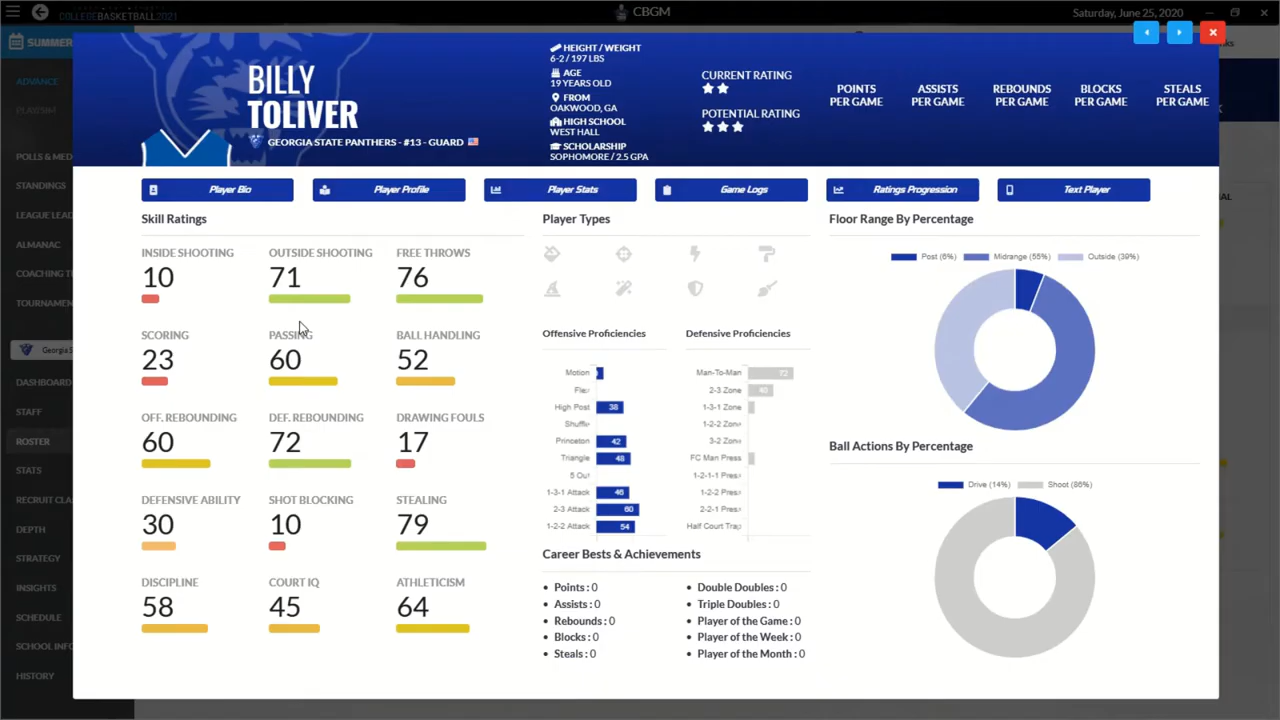 COLLEGEBASKETBALL2021
CBGM
Saturday, June 25, 2020
SUMMER
ADVANCE
POLLS & MED
STANDINGS
LEAGUE LEAD
ALMANAC
COACHING T
TOURNAMEN
Georgia S
DASHBOARD
STAFF
ROSTER
STATS
RECRUIT CLA
DEPTH
STRATEGY
INSIGHTS
SCHEDULE
SCHOOL INFO
HISTORY
BILLY
TOLIVER
GEORGIA STATE PANTHERS - #13 - GUARD
HEIGHT / WEIGHT
6-2 / 197 LBS
AGE
19 YEARS OLD
FROM
OAKWOOD, GA
HIGH SCHOOL
WEST HALL
SCHOLARSHIP
SOPHOMORE / 2.5 GPA
CURRENT RATING
POTENTIAL RATING
POINTS PER GAME
ASSISTS PER GAME
REBOUNDS PER GAME
BLOCKS PER GAME
STEALS PER GAME
Player Bio
Player Profile
Player Stats
Game Logs
Ratings Progression
Text Player
Skill Ratings
INSIDE SHOOTING OUTSIDE SHOOTING FREE THROWS
10 71 76
SCORING PASSING BALL HANDLING
23 60 52
OFF. REBOUNDING DEF. REBOUNDING DRAWING FOULS
60 72 17
DEFENSIVE ABILITY SHOT BLOCKING STEALING
30 10 79
DISCIPLINE COURT IQ ATHLETICISM
58 45 64
Player Types
Offensive Proficiencies
Motion
Flex
High Post 38
Shuffle
Princeton 42
Triangle 48
5 Out
1-3-1 Attack 46
2-3 Attack 60
1-2-2 Attack 54
Defensive Proficiencies
Man-To-Man 72
2-3 Zone 40
1-3-1 Zone
1-2-2 Zone
3-2 Zone
FC Man Press
1-2-1-1 Press
1-2-2 Press
2-2-1 Press
Half Court Trap
Career Bests & Achievements
• Points : 0
• Assists : 0
• Rebounds : 0
• Blocks : 0
• Steals : 0
• Double Doubles : 0
• Triple Doubles : 0
• Player of the Game : 0
• Player of the Week : 0
• Player of the Month : 0
Floor Range By Percentage
Post (6%) Midrange (55%) Outside (39%)
Ball Actions By Percentage
Drive (14%) Shoot (86%)